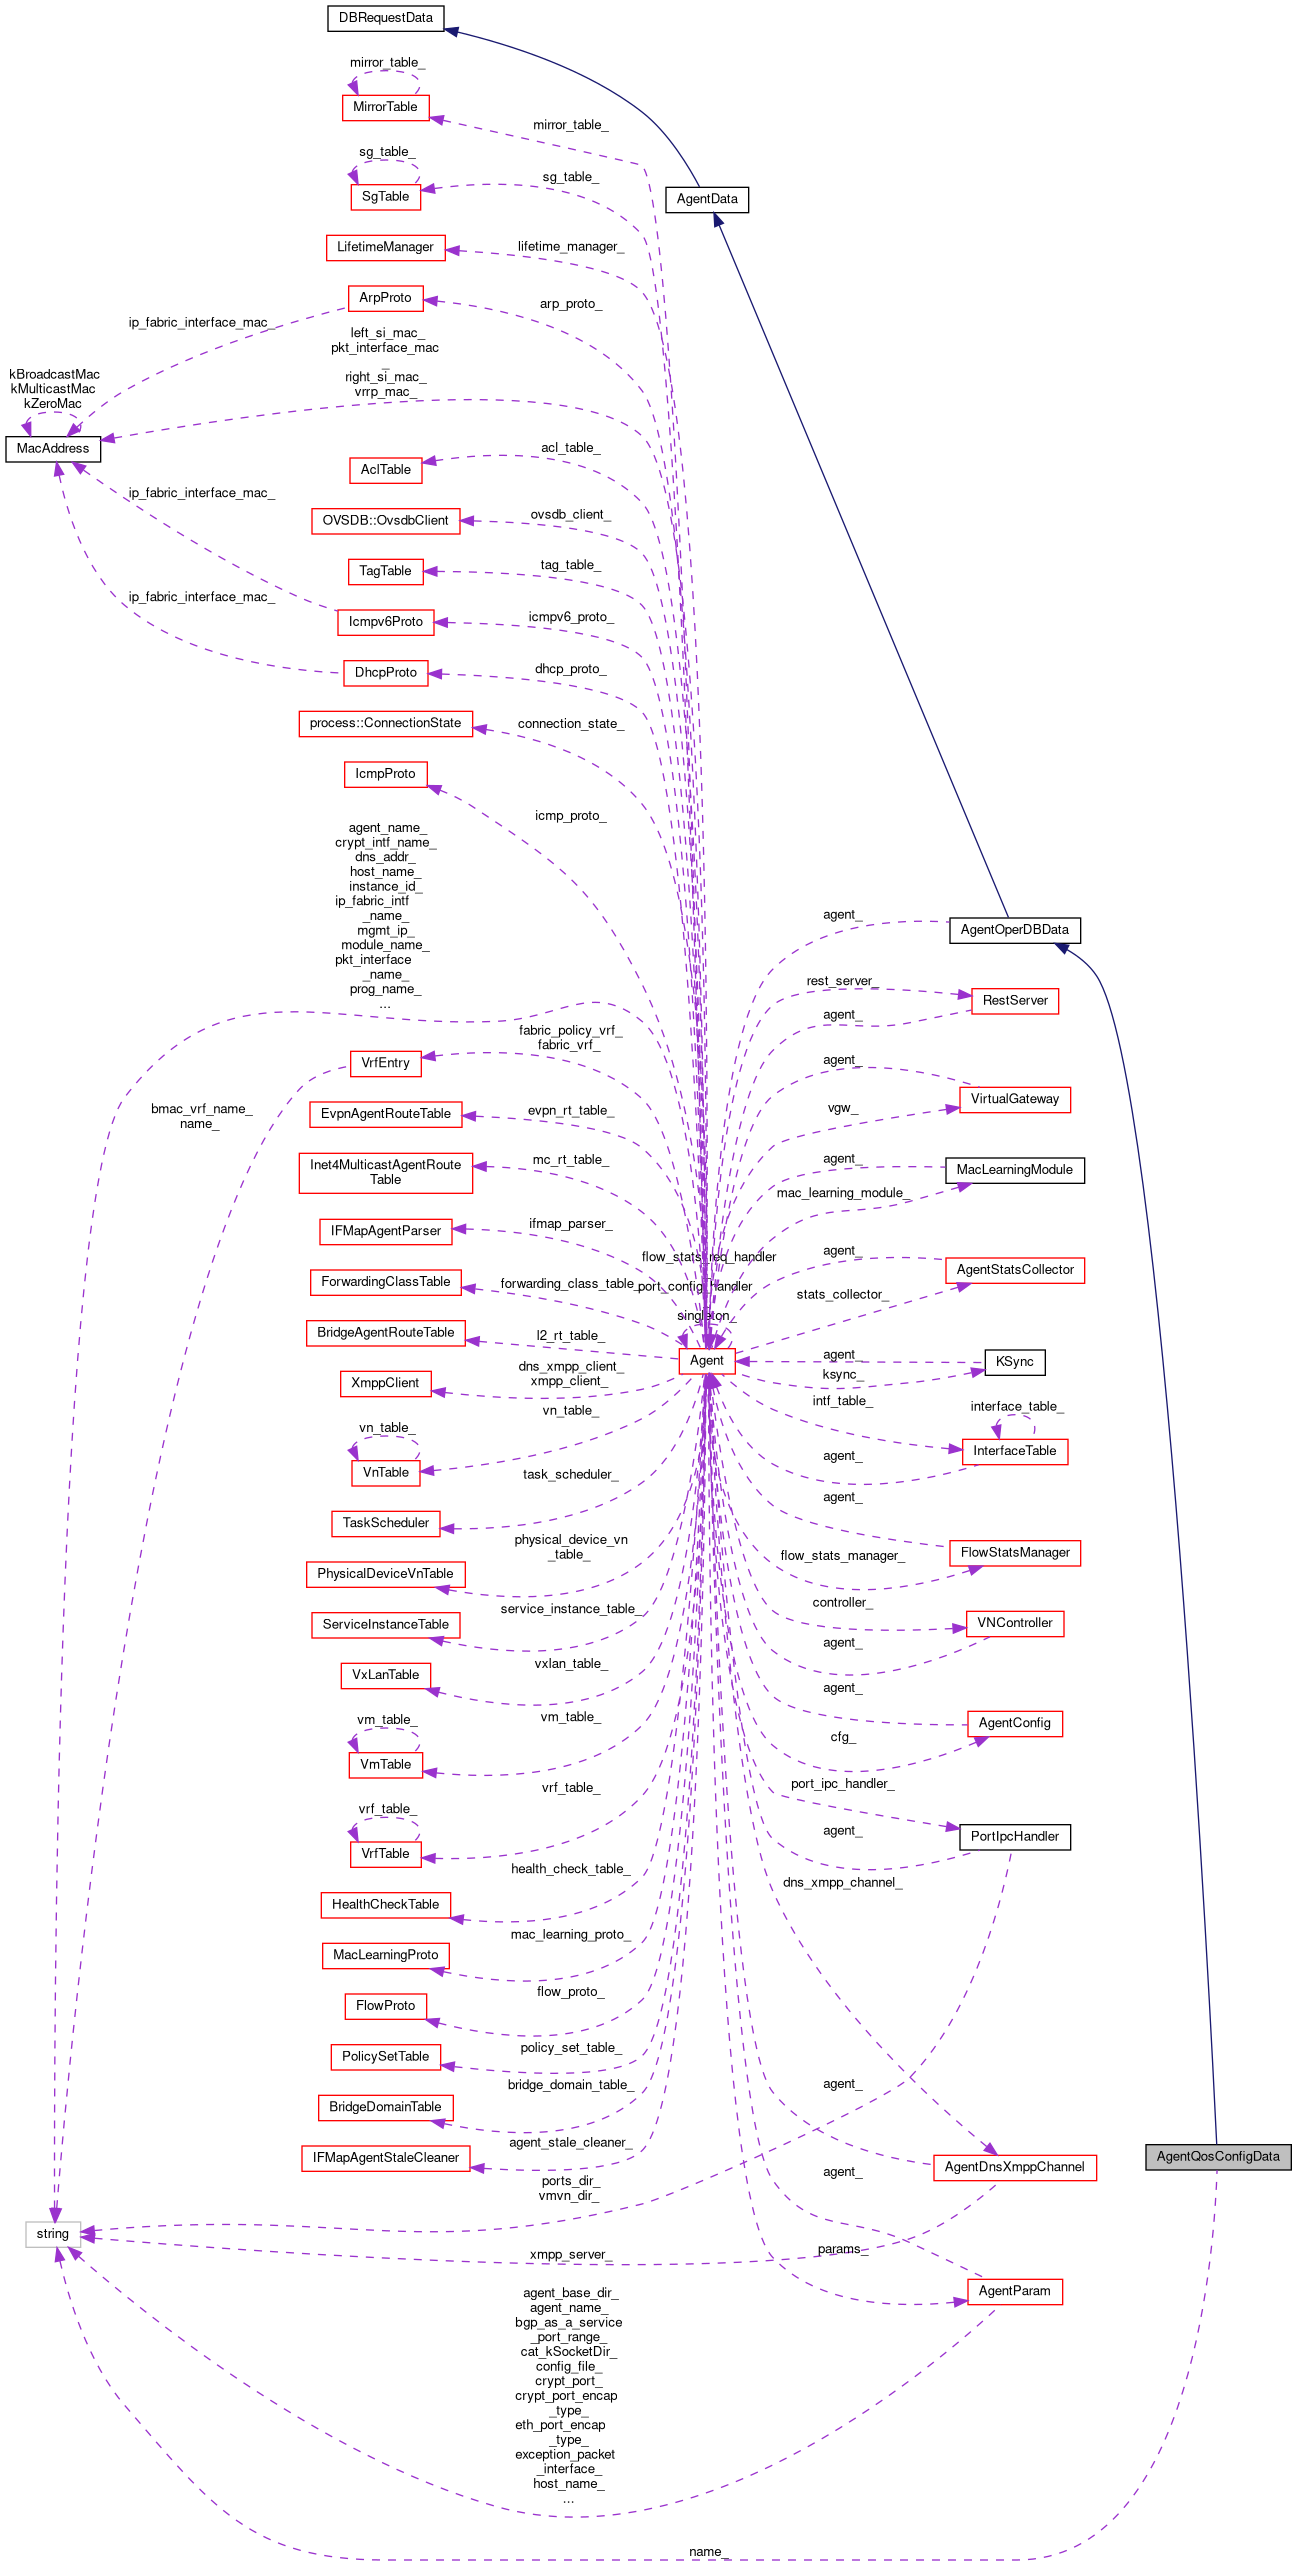 DBRequestData
mirror_table_
MirrorTable
mirror_table_
sg_table_
sg_table_
SgTable
AgentData
LifetimeManager
lifetime_manager_
ArpProto
arp_proto_
ip_fabric_interface_mac_
left_si_mac_
pkt_interface_mac
_
right_si_mac_
vrrp_mac_
kBroadcastMac
kMulticastMac
kZeroMac
MacAddress
acl_table_
AclTable
ip_fabric_interface_mac_
ovsdb_client_
OVSDB::OvsdbClient
tag_table_
TagTable
ip_fabric_interface_mac_
icmpv6_proto_
Icmpv6Proto
dhcp_proto_
DhcpProto
connection_state_
process::ConnectionState
IcmpProto
icmp_proto_
agent_name_
crypt_intf_name_
dns_addr_
host_name_
instance_id_
ip_fabric_intf
_name_
mgmt_ip_
module_name_
pkt_interface
_name_
prog_name_
...
agent_
AgentOperDBData
rest_server_
RestServer
agent_
fabric_policy_vrf_
fabric_vrf_
VrfEntry
agent_
VirtualGateway
vgw_
bmac_vrf_name_
name_
EvpnAgentRouteTable
evpn_rt_table_
Inet4MulticastAgentRoute
Table
mc_rt_table_
agent_
MacLearningModule
mac_learning_module_
IFMapAgentParser
ifmap_parser_
flow_stats_req_handler
port_config_handler
singleton_
agent_
AgentStatsCollector
stats_collector_
ForwardingClassTable
forwarding_class_table_
BridgeAgentRouteTable
l2_rt_table_
Agent
agent_
KSync
ksync_
XmppClient
dns_xmpp_client_
xmpp_client_
intf_table_
interface_table_
InterfaceTable
agent_
vn_table_
vn_table_
VnTable
task_scheduler_
TaskScheduler
agent_
FlowStatsManager
flow_stats_manager_
physical_device_vn
_table_
PhysicalDeviceVnTable
service_instance_table_
ServiceInstanceTable
controller_
VNController
agent_
vxlan_table_
VxLanTable
agent_
AgentConfig
cfg_
vm_table_
vm_table_
VmTable
vrf_table_
vrf_table_
VrfTable
port_ipc_handler_
PortIpcHandler
agent_
health_check_table_
HealthCheckTable
dns_xmpp_channel_
mac_learning_proto_
MacLearningProto
flow_proto_
FlowProto
policy_set_table_
PolicySetTable
bridge_domain_table_
BridgeDomainTable
agent_
agent_stale_cleaner_
IFMapAgentStaleCleaner
AgentDnsXmppChannel
AgentQosConfigData
agent_
ports_dir_
vmvn_dir_
string
xmpp_server_
params_
AgentParam
agent_base_dir_
agent_name_
bgp_as_a_service
_port_range_
cat_kSocketDir_
config_file_
crypt_port_
crypt_port_encap
_type_
eth_port_encap
_type_
exception_packet
_interface_
host_name_
...
name_